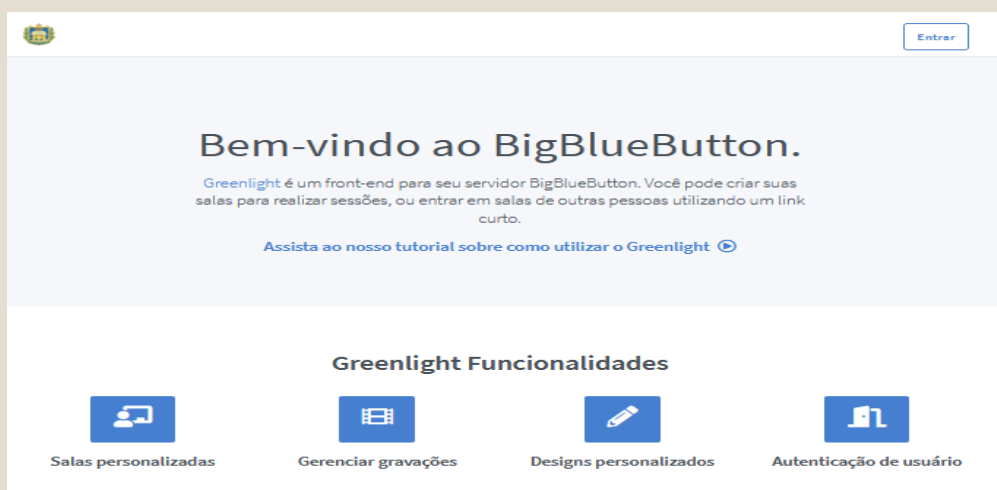 Entrar
Bem-vindo ao BigBlueButton.
Greenlight é um front-end para seu servidor BigBlueButton. Você pode criar suas
salas para realizar sessões, ou entrar em salas de outras pessoas utilizando um link
curto.
Assista ao nosso tutorial sobre como utilizar o Greenlight
Greenlight Funcionalidades
Salas personalizadas
Gerenciar gravações
Designs personalizados
Autenticação de usuário